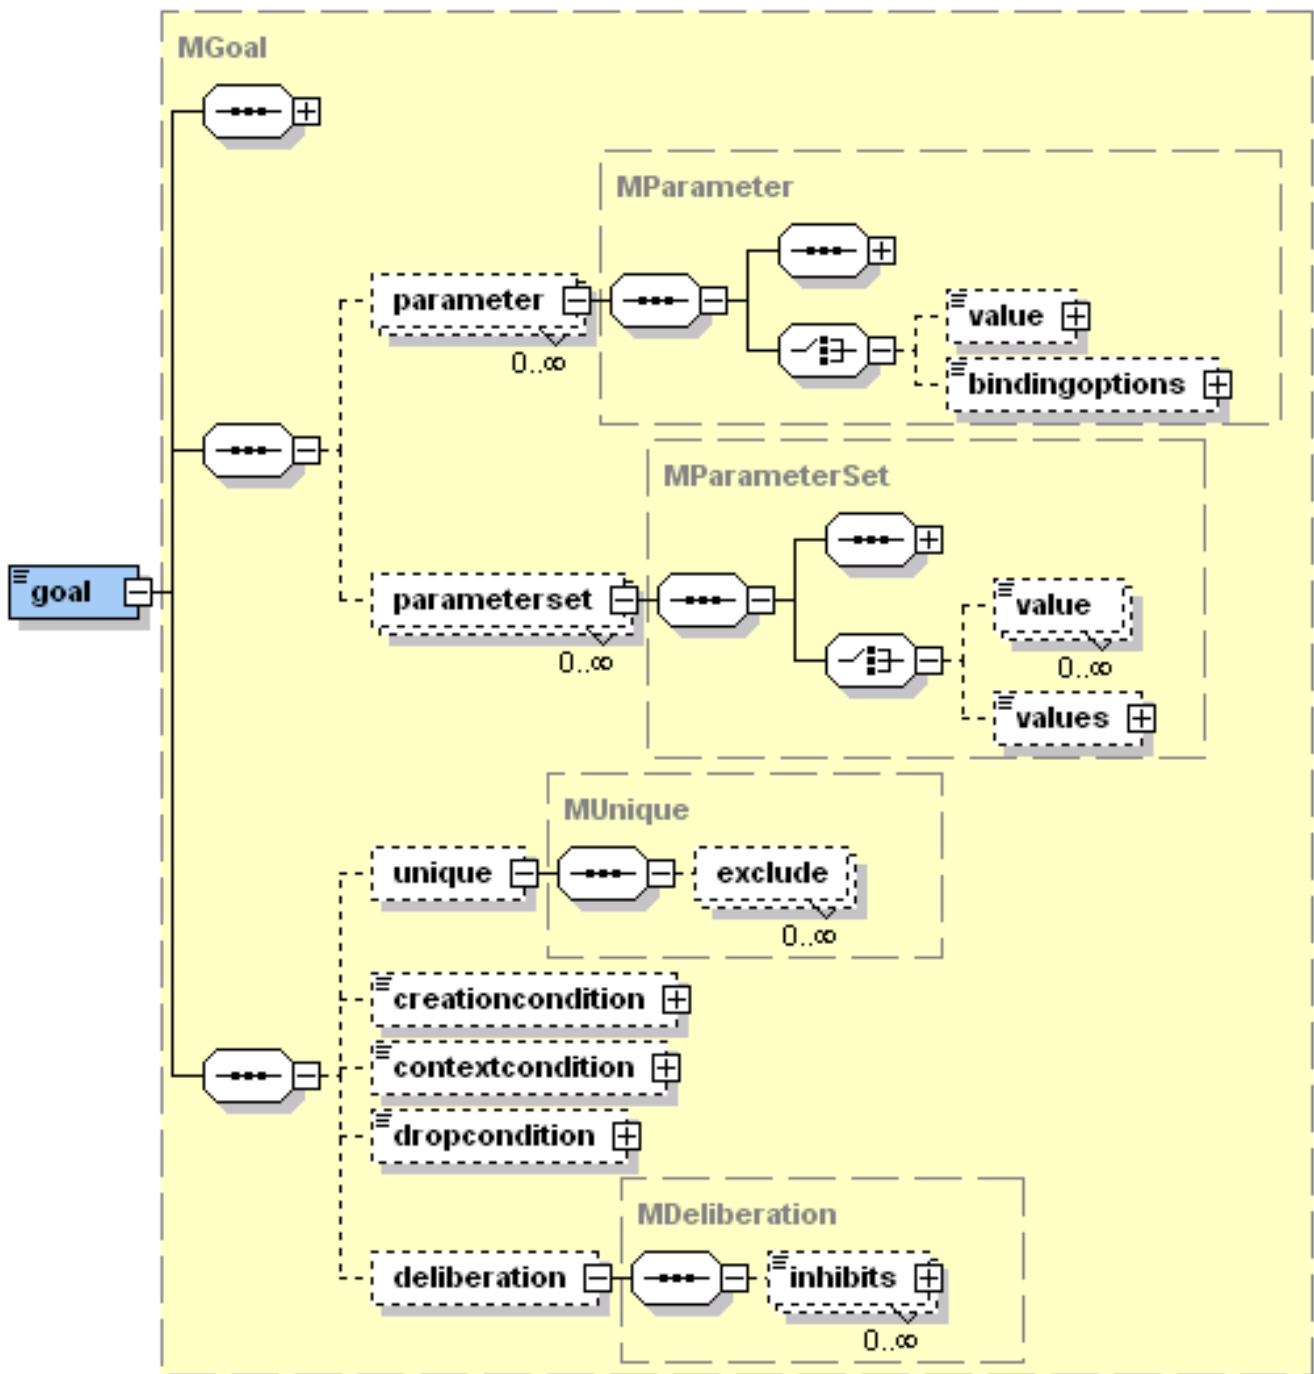 MGoal
MParameter
parameter
0..∞
value
bindingoptions
MParameterSet
goal
parameterset
0..∞
value
0..∞
values
MUnique
unique
exclude
0..∞
creationcondition
contextcondition
dropcondition
MDeliberation
deliberation
inhibits
0..∞